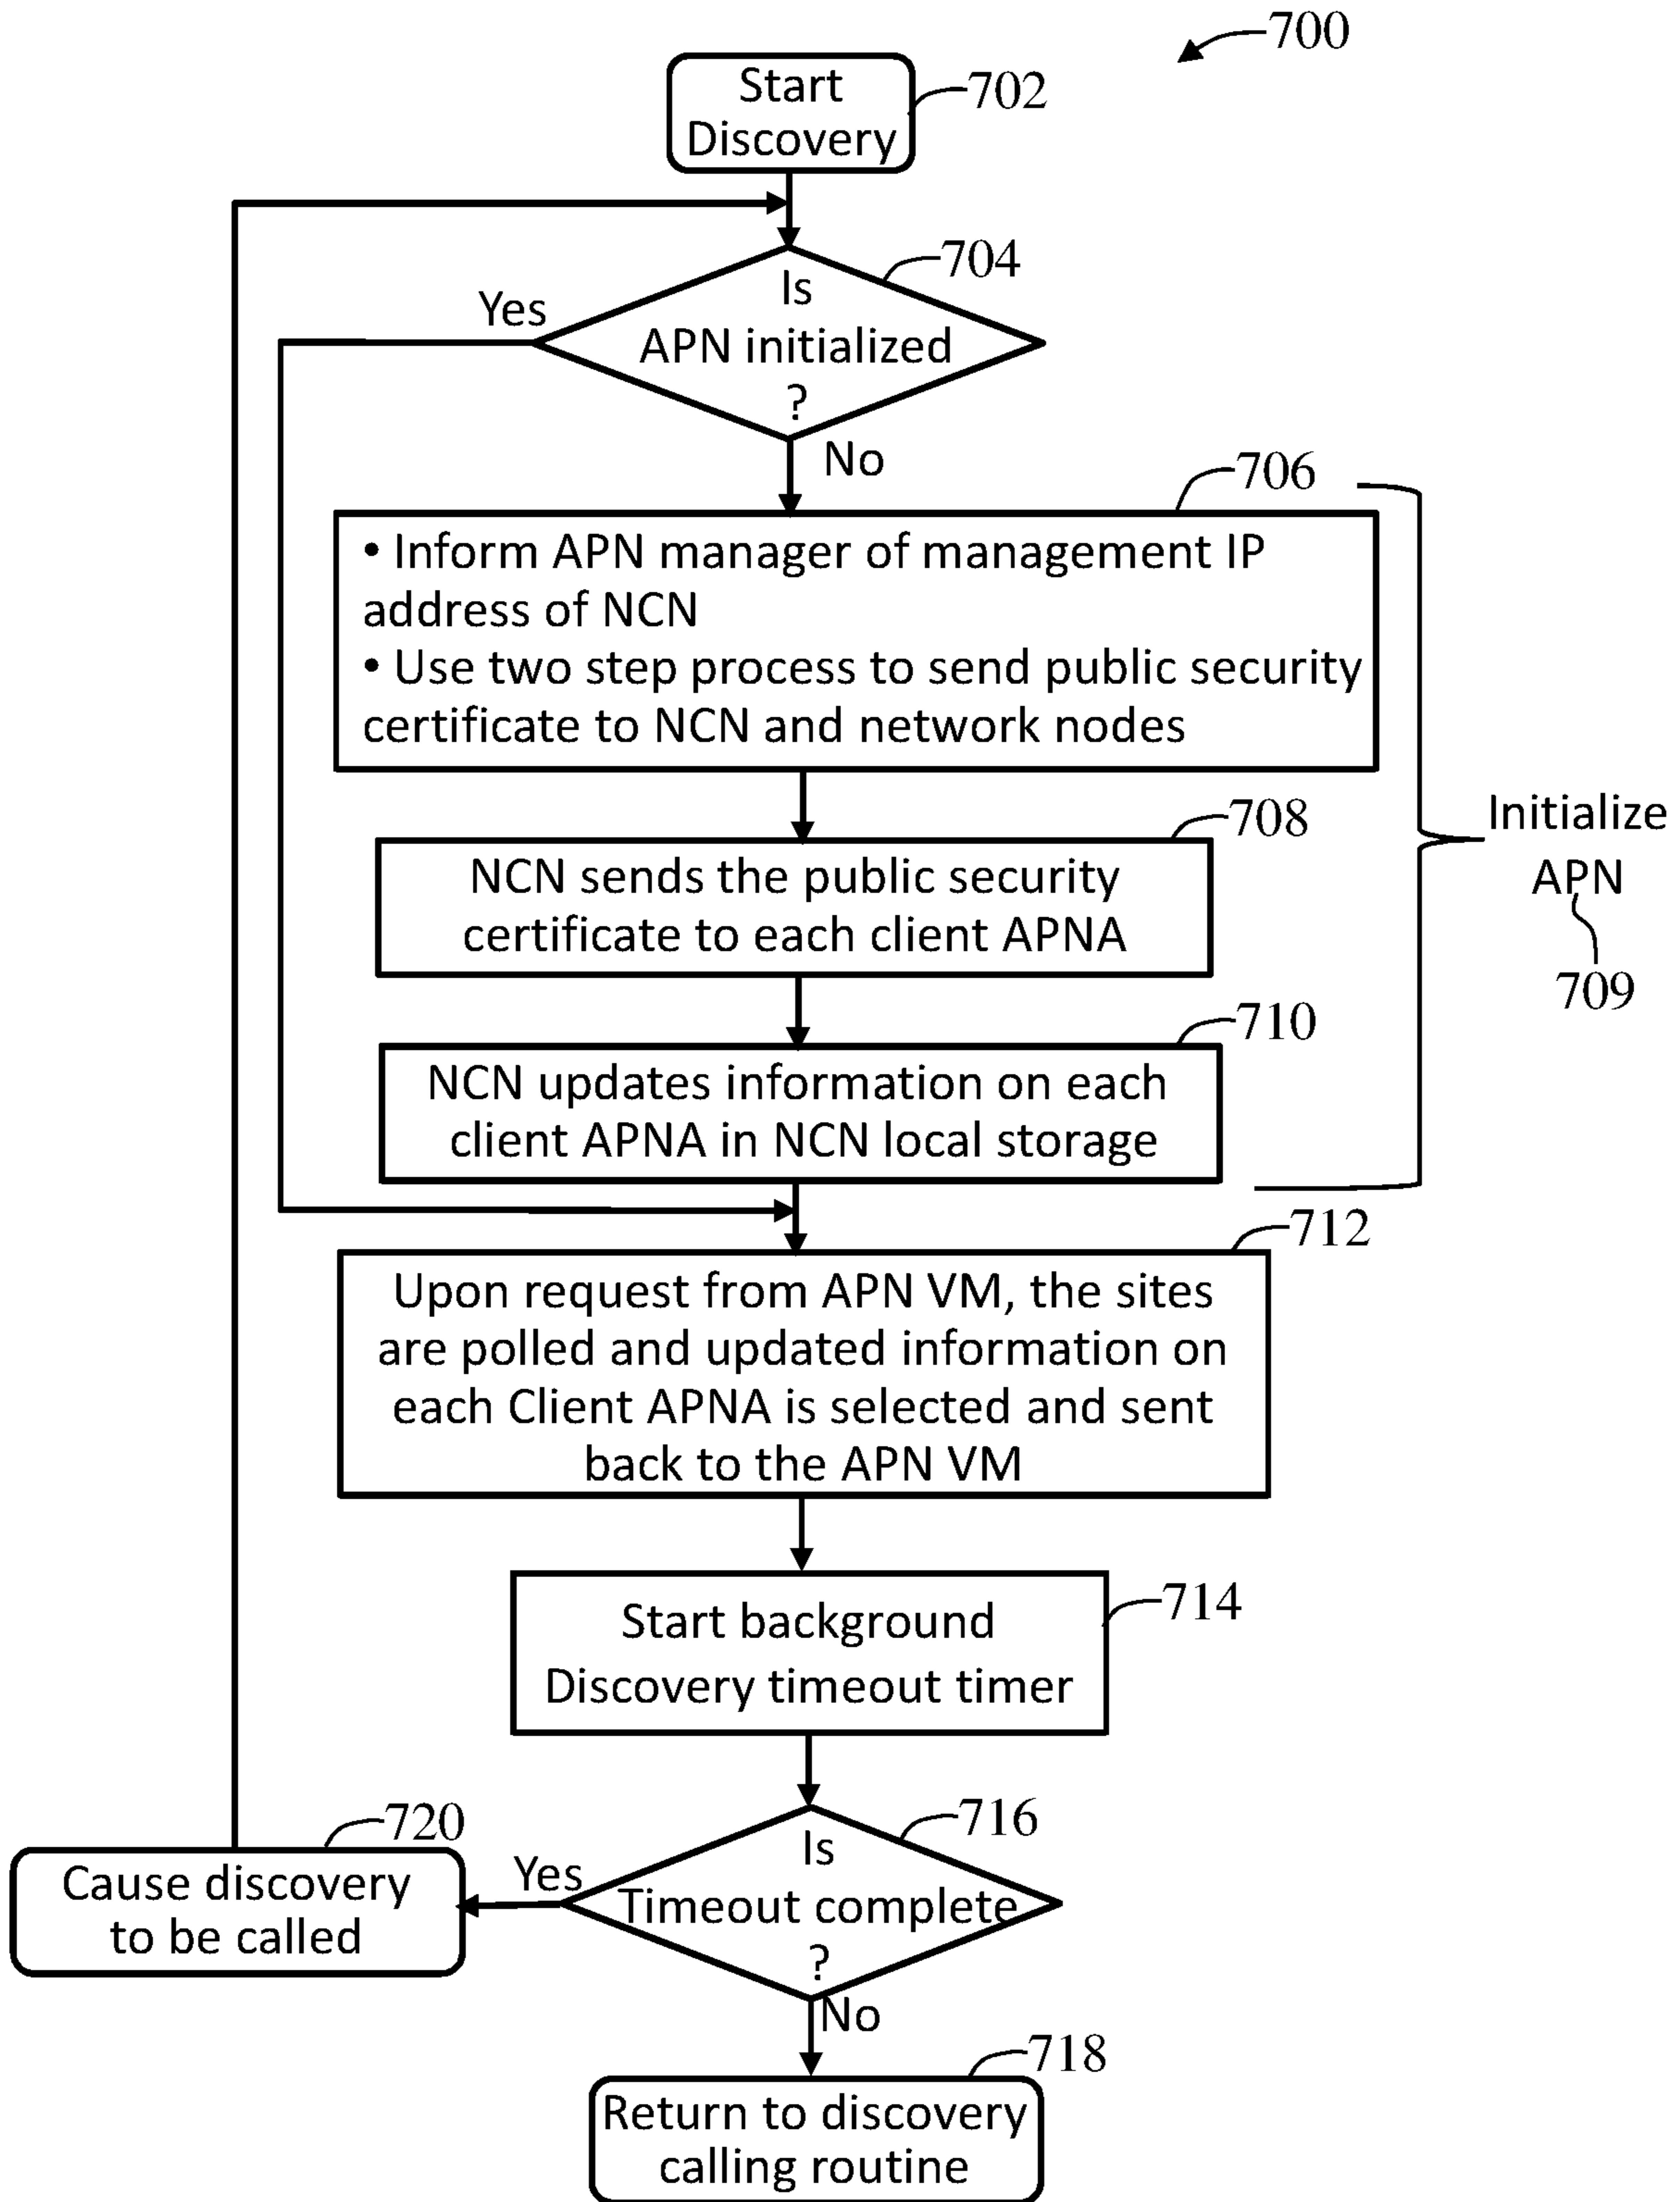 700
Start
Discovery
702
704
Yes
Is
APN initialized
?
No
706
• Inform APN manager of management IP
address of NCN
• Use two step process to send public security
certificate to NCN and network nodes
708
NCN sends the public security
certificate to each client APNA
Initialize
APN
709
710
NCN updates information on each
client APNA in NCN local storage
712
Upon request from APN VM, the sites
are polled and updated information on
each Client APNA is selected and sent
back to the APN VM
714
Start background
Discovery timeout timer
716
Is
Timeout complete
?
Yes
720
Cause discovery
to be called
No
718
Return to discovery
calling routine